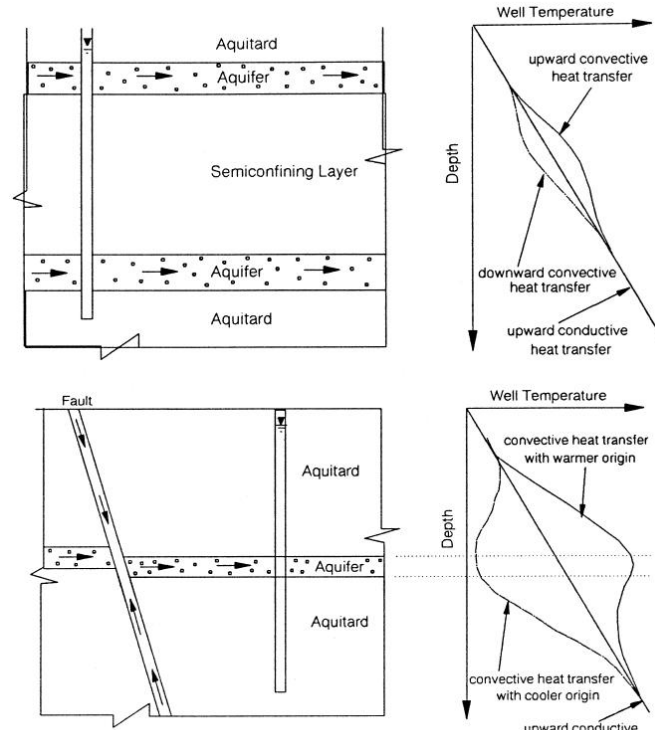 Well Temperature
Aquitard
Aquifer
Semiconfining Layer
Aquifer
Aquitard
Depth
upward convective
heat transfer
downward convective
heat transfer
upward conductive
heat transfer
Fault
Aquitard
Aquifer
Aquitard
Well Temperature
convective heat transfer
with warmer origin
Depth
convective heat transfer
with cooler origin
upward conductive